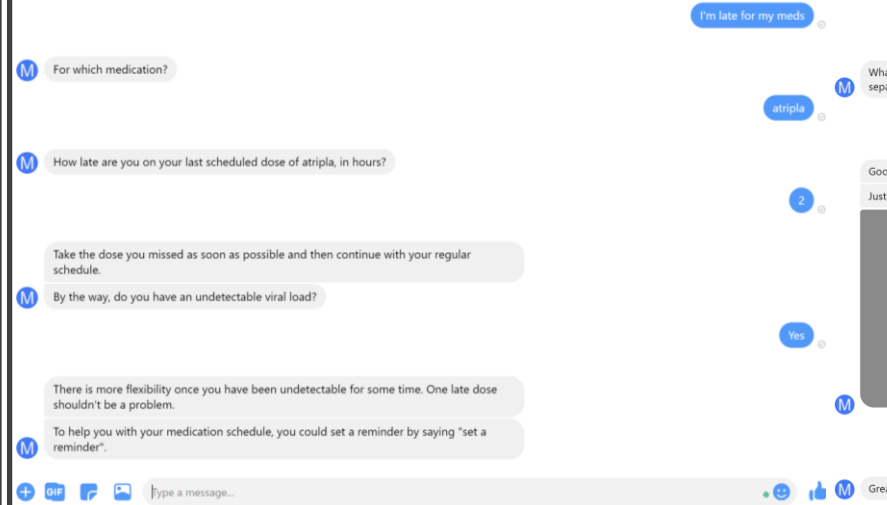 I'm late for my meds
M
For which medication?
atripla
M
How late are you on your last scheduled dose of atripla, in hours?
2
Take the dose you missed as soon as possible and then continue with your regular
schedule.
M
By the way, do you have an undetectable viral load?
Yes
There is more flexibility once you have been undetectable for some time. One late dose
shouldn't be a problem.
To help you with your medication schedule, you could set a reminder by saying "set a
M
reminder".
GIF
Type a message...
M
Just
M
M